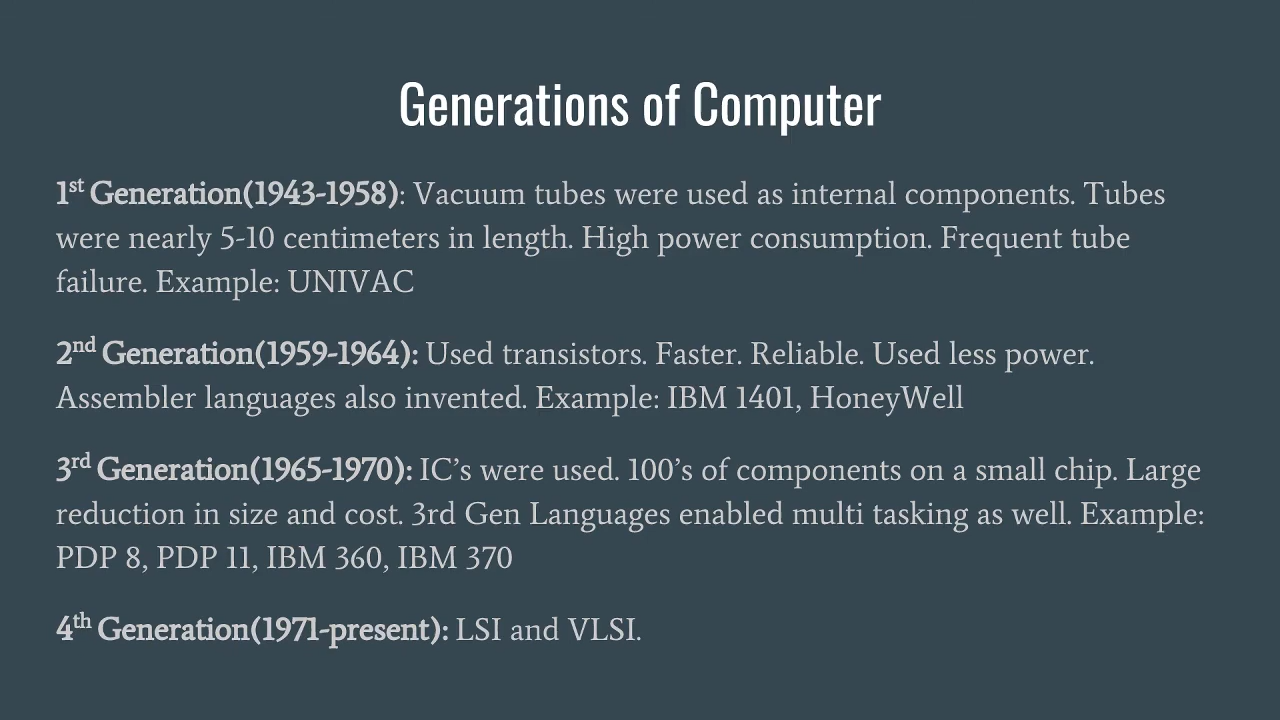 Generations of Computer
1st Generation(1943-1958): Vacuum tubes were used as internal components. Tubes
were nearly 5-10 centimeters in length. High power consumption. Frequent tube
failure. Example: UNIVAC
2nd Generation(1959-1964): Used transistors. Faster. Reliable. Used less power.
Assembler languages also invented. Example: IBM 1401, HoneyWell
3rd Generation(1965-1970): IC’s were used. 100’s of components on a small chip. Large
reduction in size and cost. 3rd Gen Languages enabled multi tasking as well. Example:
PDP 8, PDP 11, IBM 360, IBM 370
4th Generation(1971-present): LSI and VLSI.